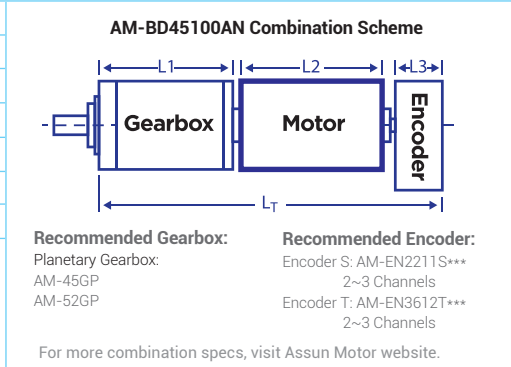 AM-BD45100AN Combination Scheme
L1 L2 L3
Gearbox Motor Encoder
LT
Recommended Gearbox:
Planetary Gearbox:
AM-45GP
AM-52GP
Recommended Encoder:
Encoder S: AM-EN2211S***
2~3 Channels
Encoder T: AM-EN3612T***
2~3 Channels
For more combination specs, visit Assun Motor website.